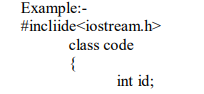 Example:-
#incliide<iostream.h>
class code
{
int id;